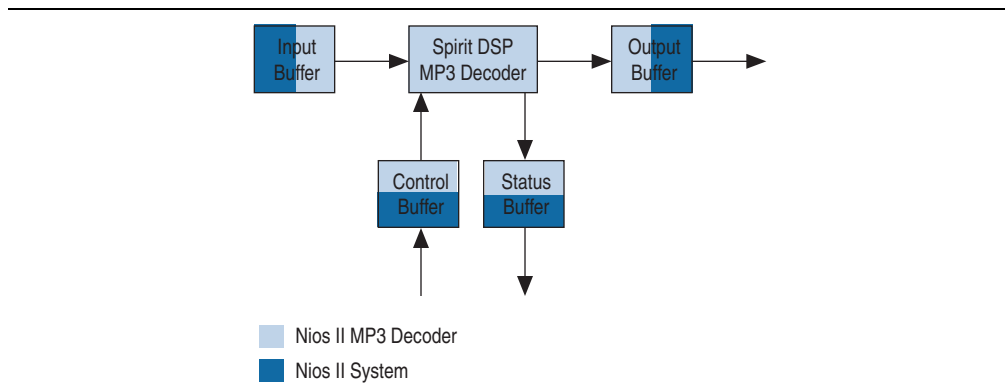 Input
Buffer
Spirit DSP
MP3 Decoder
Output
Buffer
Control
Buffer
Status
Buffer
Nios II MP3 Decoder
Nios II System